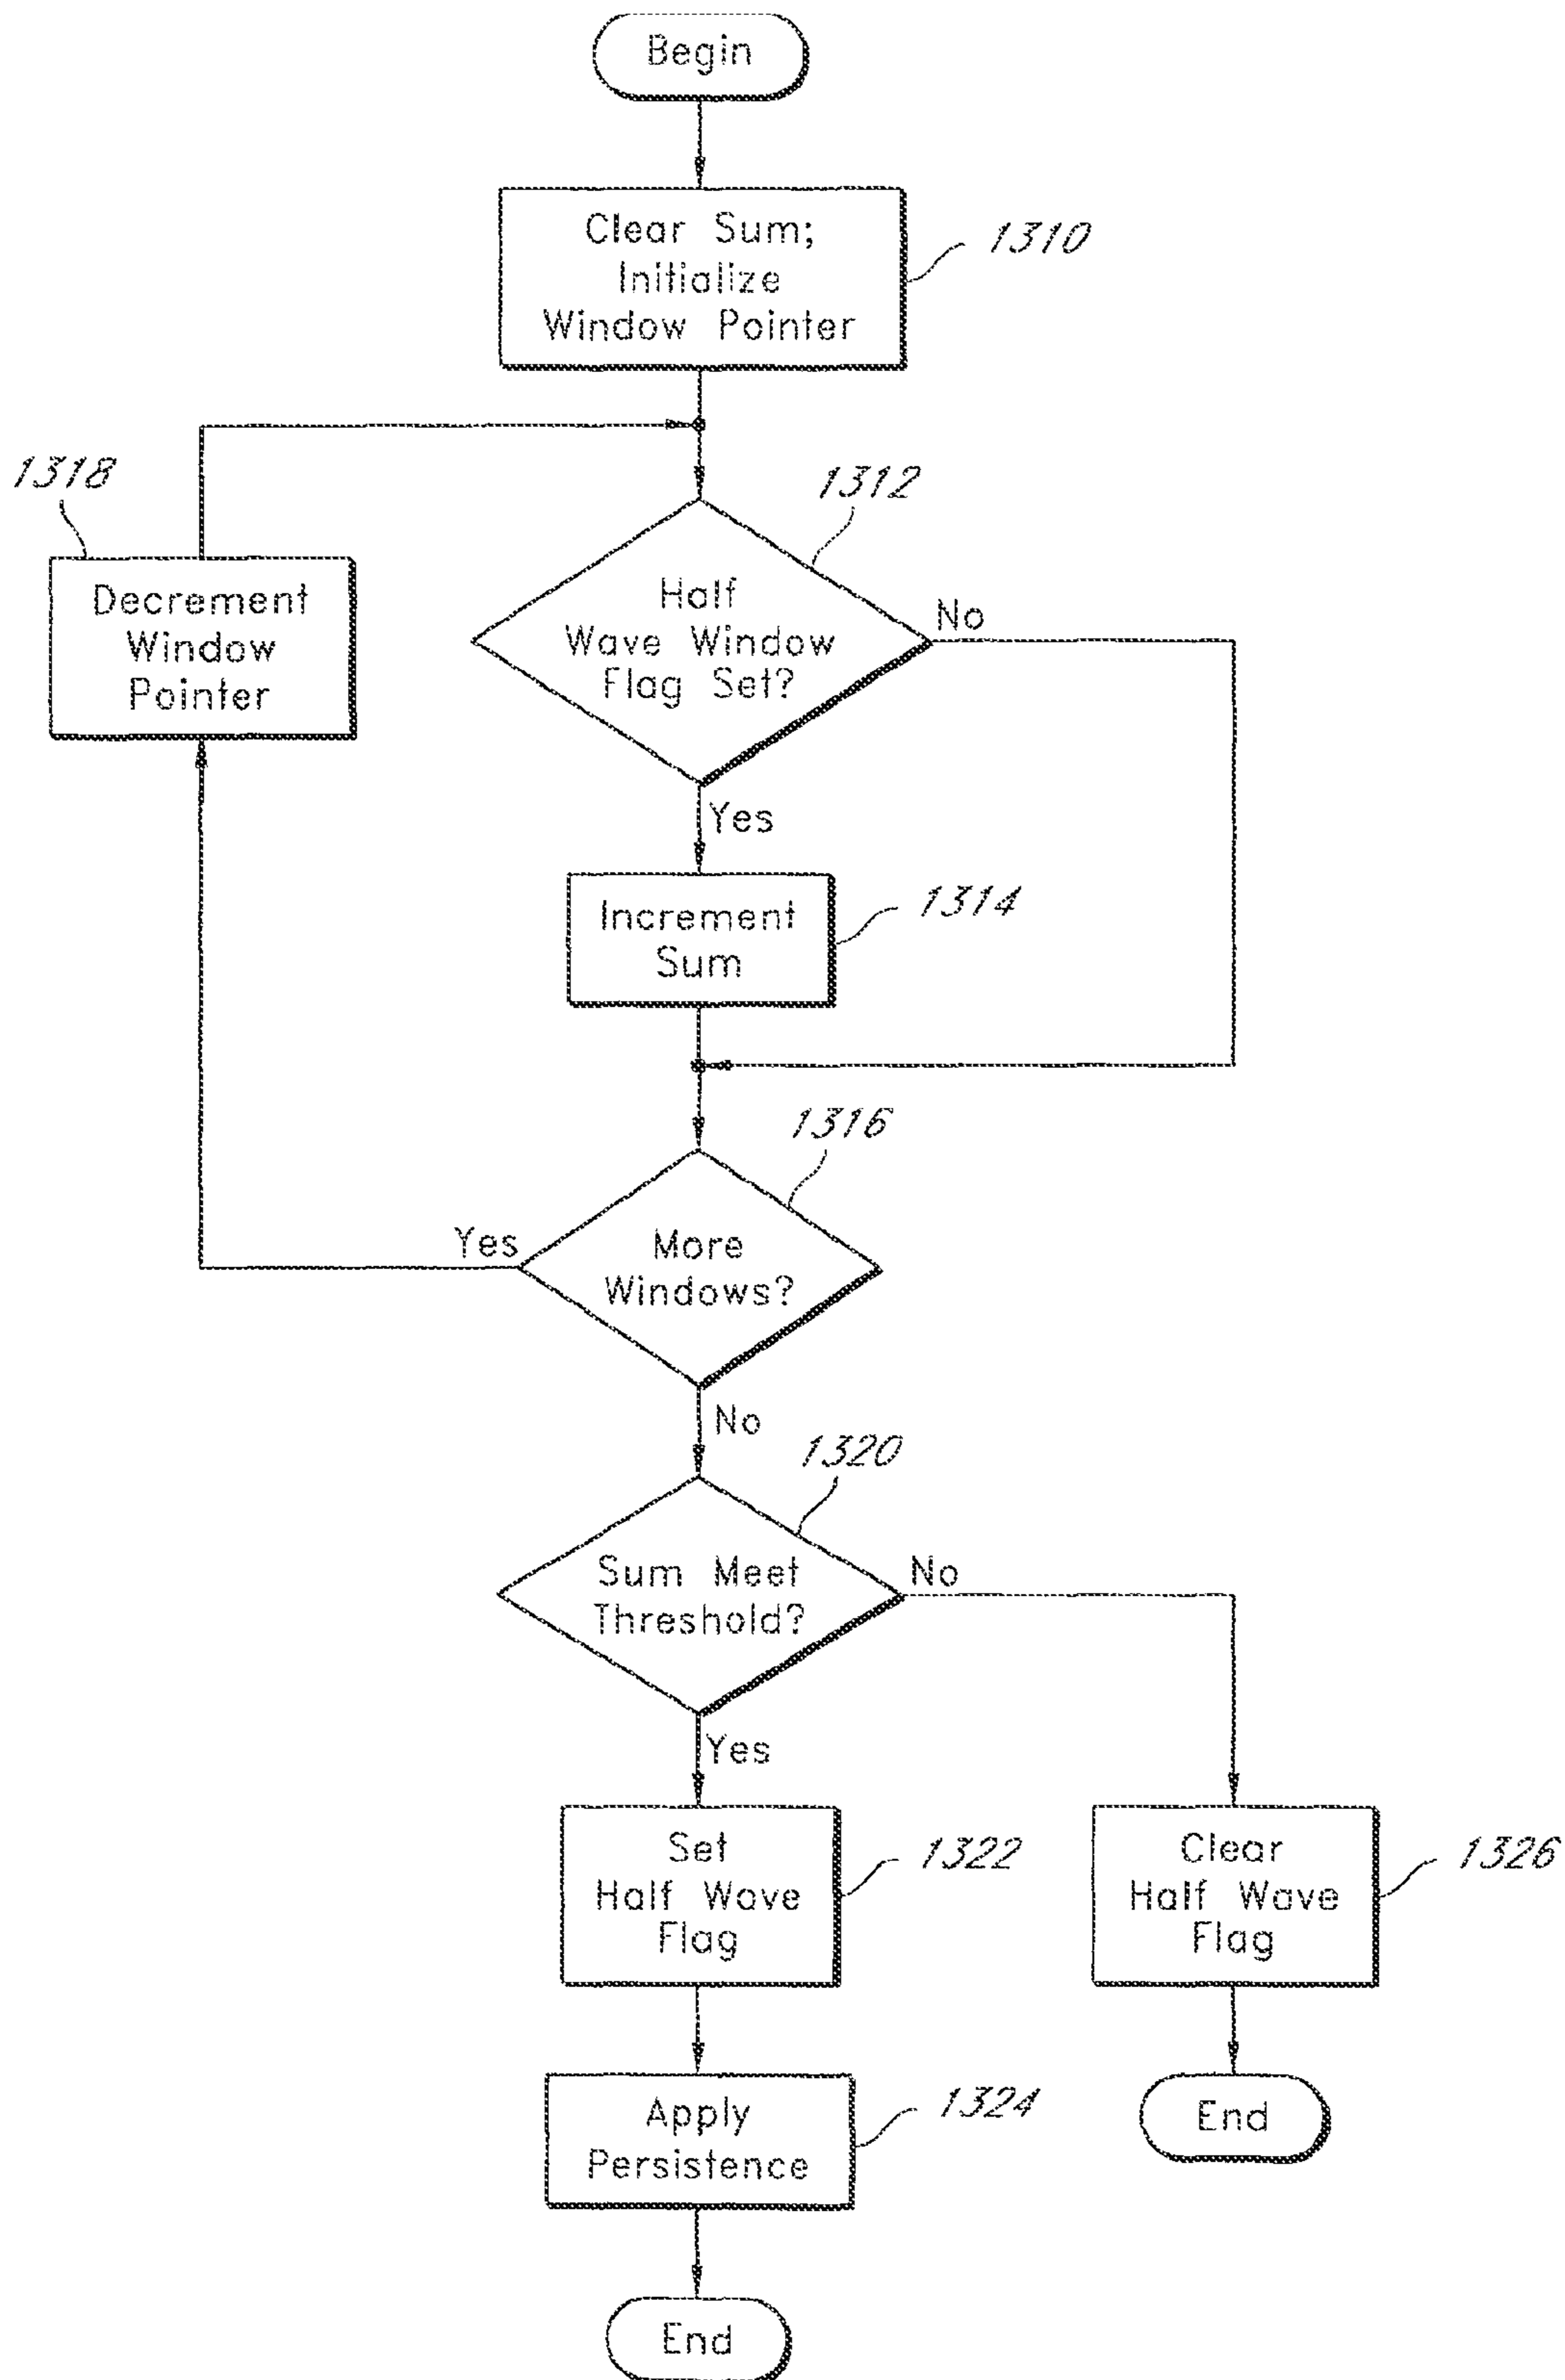 Begin
Clear Sum;
Initialize
Window Pointer
1310
1318
1312
Decrement
Window
Pointer
Half
Wave Window
Flag Set?
No
Yes
Increment
Sum
1314
1316
Yes
More
Windows?
No
1320
Sum Meet
Threshold?
No
Yes
Set
Half Wave
Flag
1322
Clear
Half Wave
Flag
1326
Apply
Persistence
1324
End
End